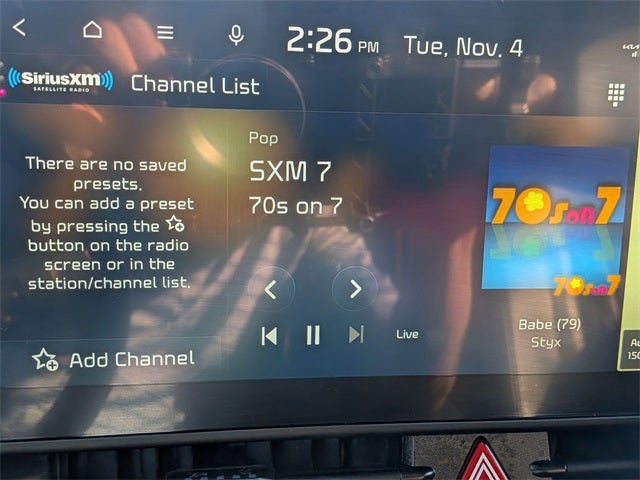 2:26 PM Tue, Nov. 4
((SiriusXM))
SATELLITE RADIO
Channel List
There are no saved
presets.
You can add a preset
by pressing the
button on the radio
screen or in the
station/channel list.
Add Channel
Pop
SXM 7
70s on 7
Live
70s on 7
70s on 7
Babe (79)
Styx